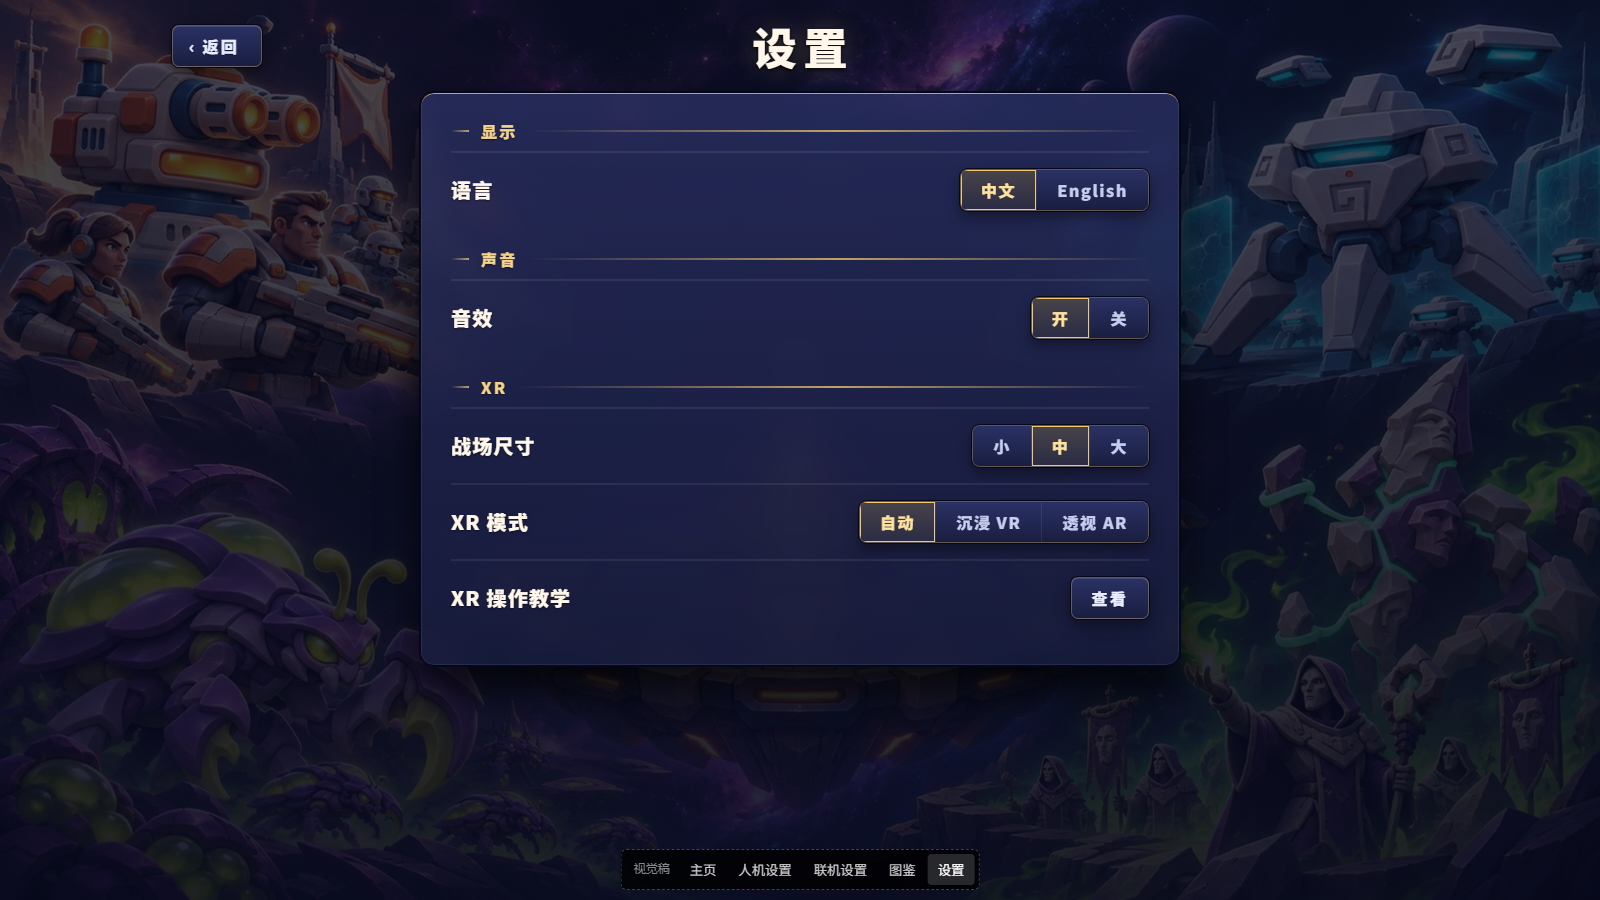 ‹ 返回
设置
显示
语言 中文 English
声音
音效 开 关
XR
战场尺寸 小 中 大
XR 模式 自动 沉浸 VR 透视 AR
XR 操作教学 查看
视觉稿 主页 人机设置 联机设置 图鉴 设置